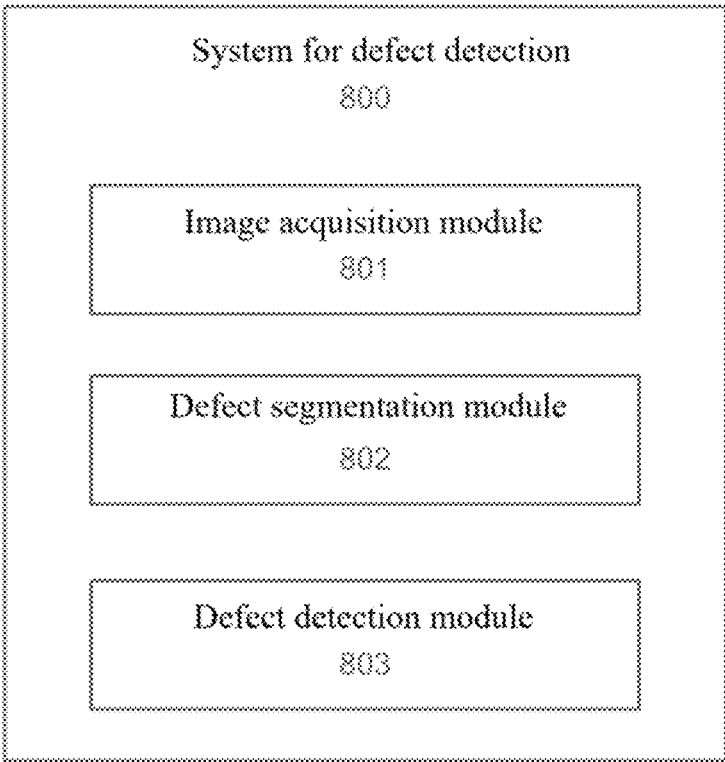 System for defect detection
800
Image acquisition module
801
Defect segmentation module
802
Defect detection module
803